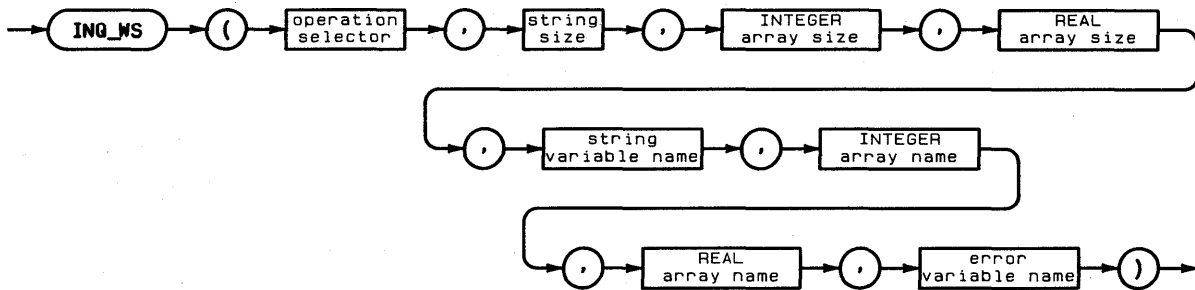 INQ_WS ( operation selector , string size , INTEGER array size , REAL array size
, string variable name , INTEGER array name
, REAL array name , error variable name )